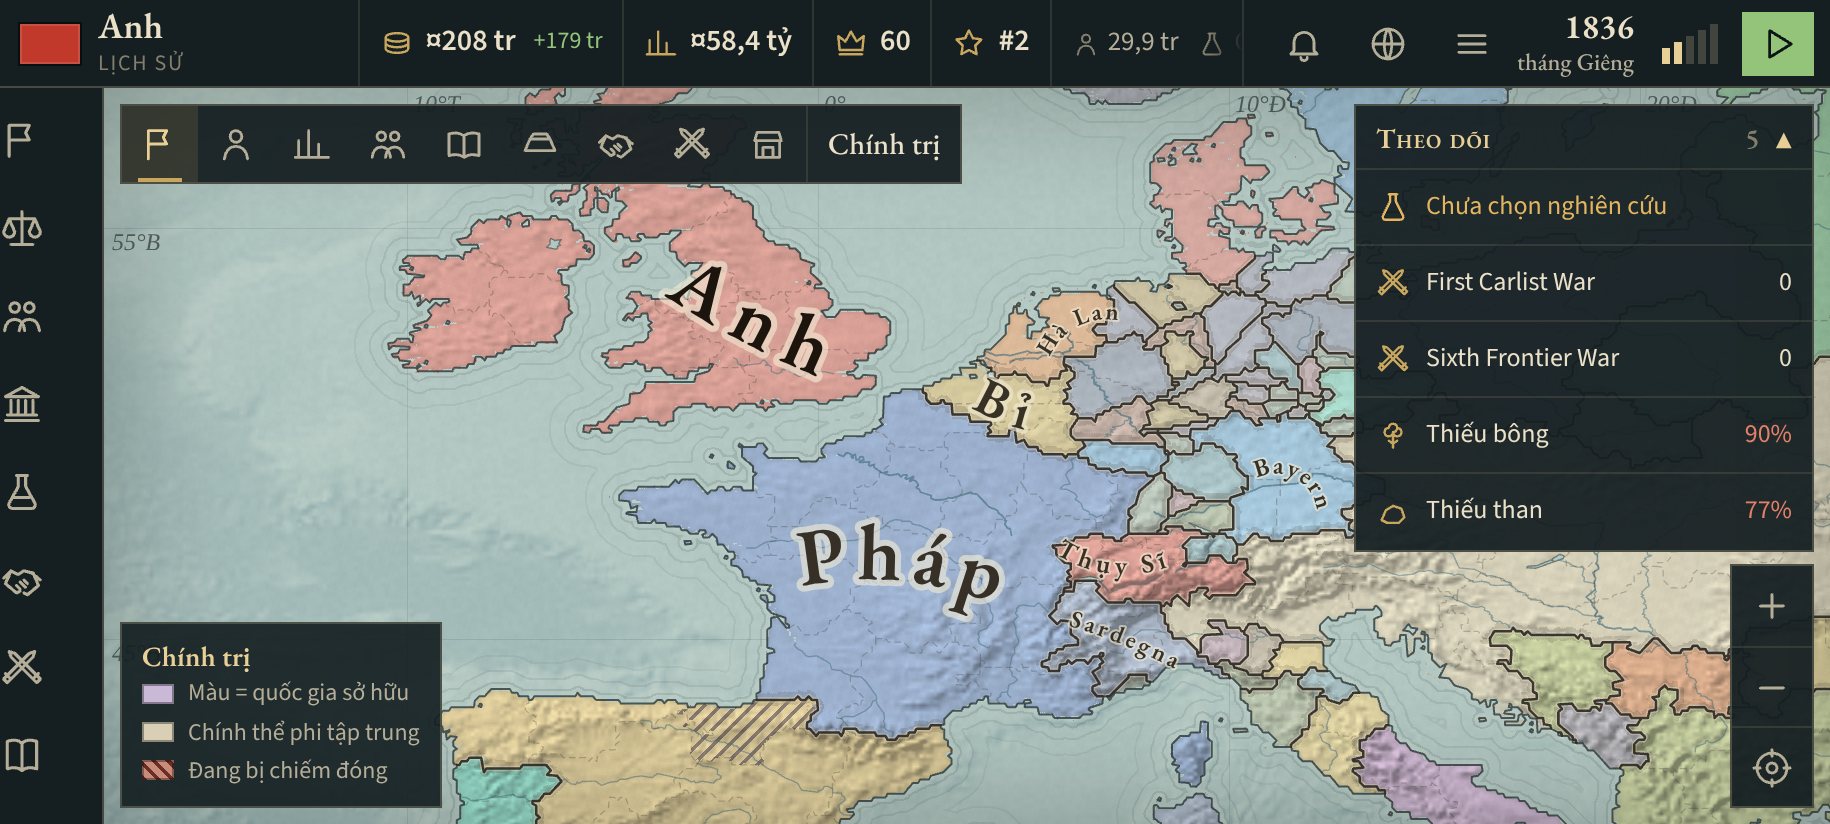 Anh
LỊCH SỬ
¤208 tr +179 tr
¤58,4 tỷ
60
#2
29,9 tr
1836
tháng Giêng
10°T
0°
10°Đ
20°Đ
Chính trị
55°B
THEO DÕI 5 ▲
Chưa chọn nghiên cứu
First Carlist War 0
Sixth Frontier War 0
Thiếu bông 90%
Thiếu than 77%
Anh
Hà Lan
Bỉ
Bayern
Pháp
Thụy Sĩ
Sardegna
Chính trị
Màu = quốc gia sở hữu
Chính thể phi tập trung
Đang bị chiếm đóng